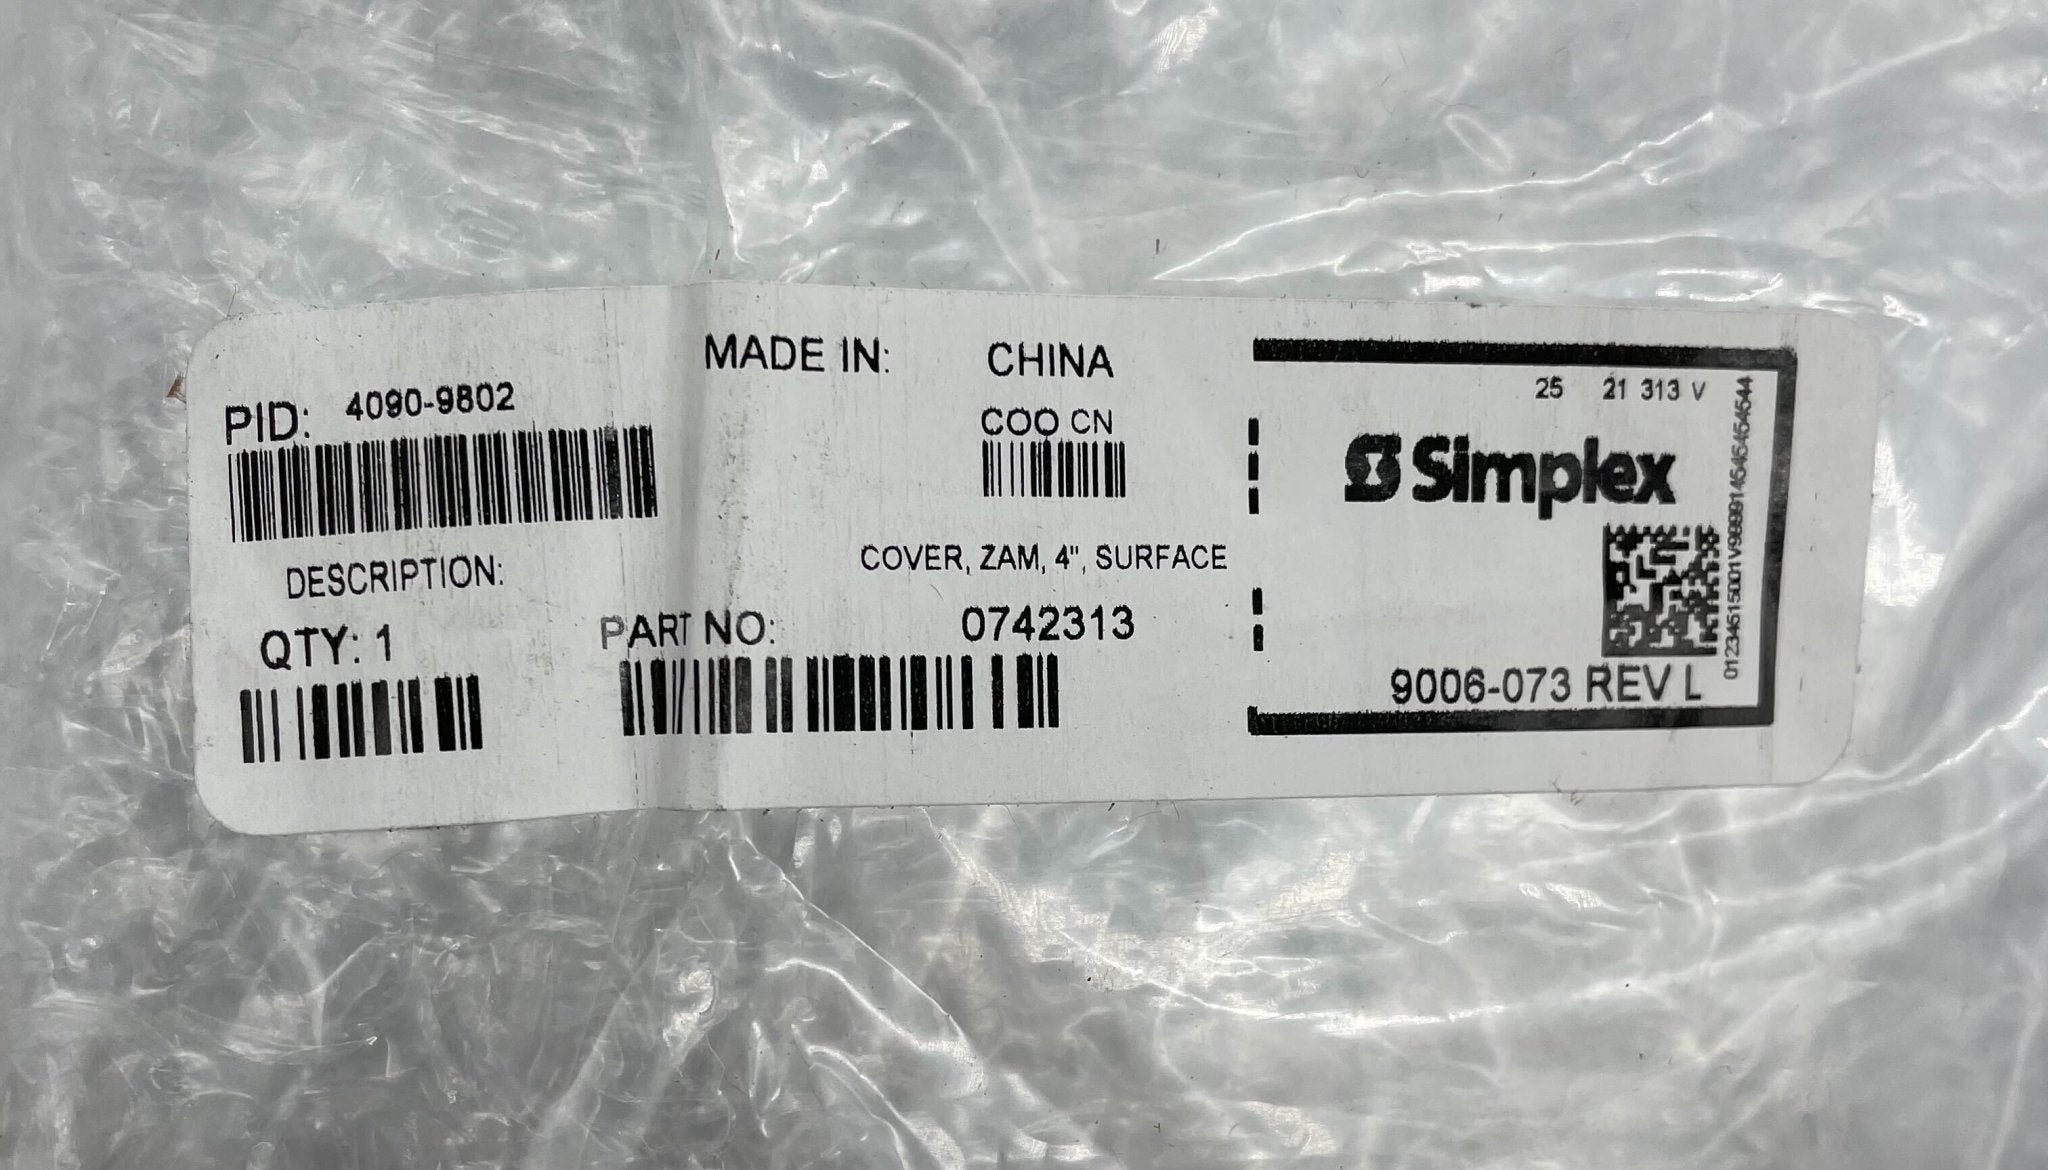 PID: 4090-9802
MADE IN: CHINA
COO CN
DESCRIPTION:
COVER, ZAM, 4", SURFACE
QTY: 1
PART NO: 0742313
25 21 313 V
Simplex
9006-073 REV L